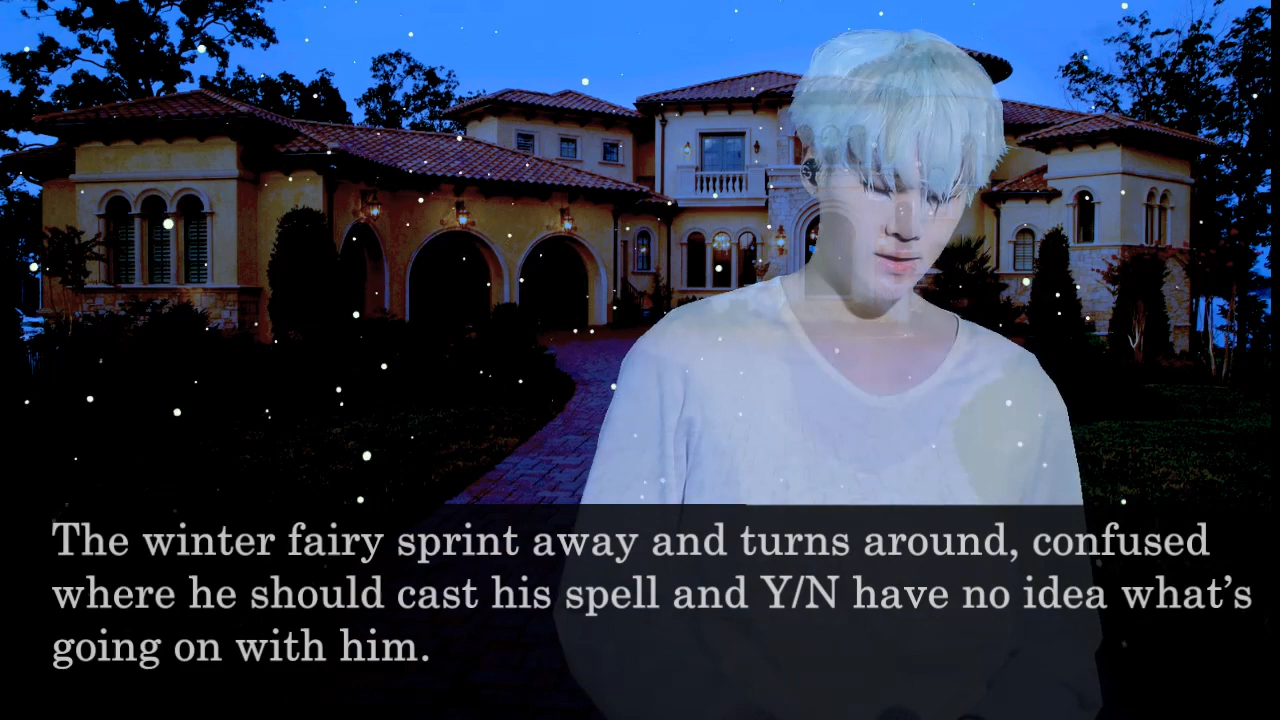 The winter fairy sprint away and turns around, confused
where he should cast his spell and Y/N have no idea what’s
going on with him.